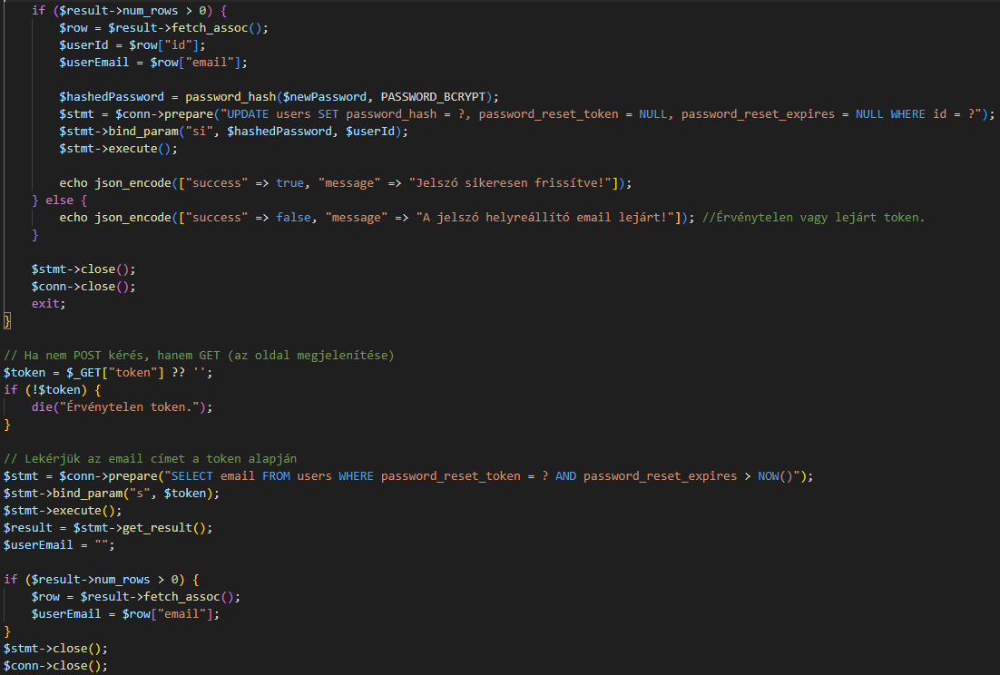 if ($result->num_rows > 0) {
$row = $result->fetch_assoc();
$userId = $row["id"];
$userEmail = $row["email"];
$hashedPassword = password_hash($newPassword, PASSWORD_BCRYPT);
$stmt = $conn->prepare("UPDATE users SET password_hash = ?, password_reset_token = NULL, password_reset_expires = NULL WHERE id = ?");
$stmt->bind_param("si", $hashedPassword, $userId);
$stmt->execute();
echo json_encode(["success" => true, "message" => "Jelszó sikeresen frissítve!"]);
} else {
echo json_encode(["success" => false, "message" => "A jelszó helyreállító email lejárt!"]); //Érvénytelen vagy lejárt token.
}
$stmt->close();
$conn->close();
exit;
}
// Ha nem POST kérés, hanem GET (az oldal megjelenítése)
$token = $_GET["token"] ?? '';
if (!$token) {
die("Érvénytelen token.");
}
// Lekérjük az email címet a token alapján
$stmt = $conn->prepare("SELECT email FROM users WHERE password_reset_token = ? AND password_reset_expires > NOW()");
$stmt->bind_param("s", $token);
$stmt->execute();
$result = $stmt->get_result();
$userEmail = "";
if ($result->num_rows > 0) {
$row = $result->fetch_assoc();
$userEmail = $row["email"];
}
$stmt->close();
$conn->close();